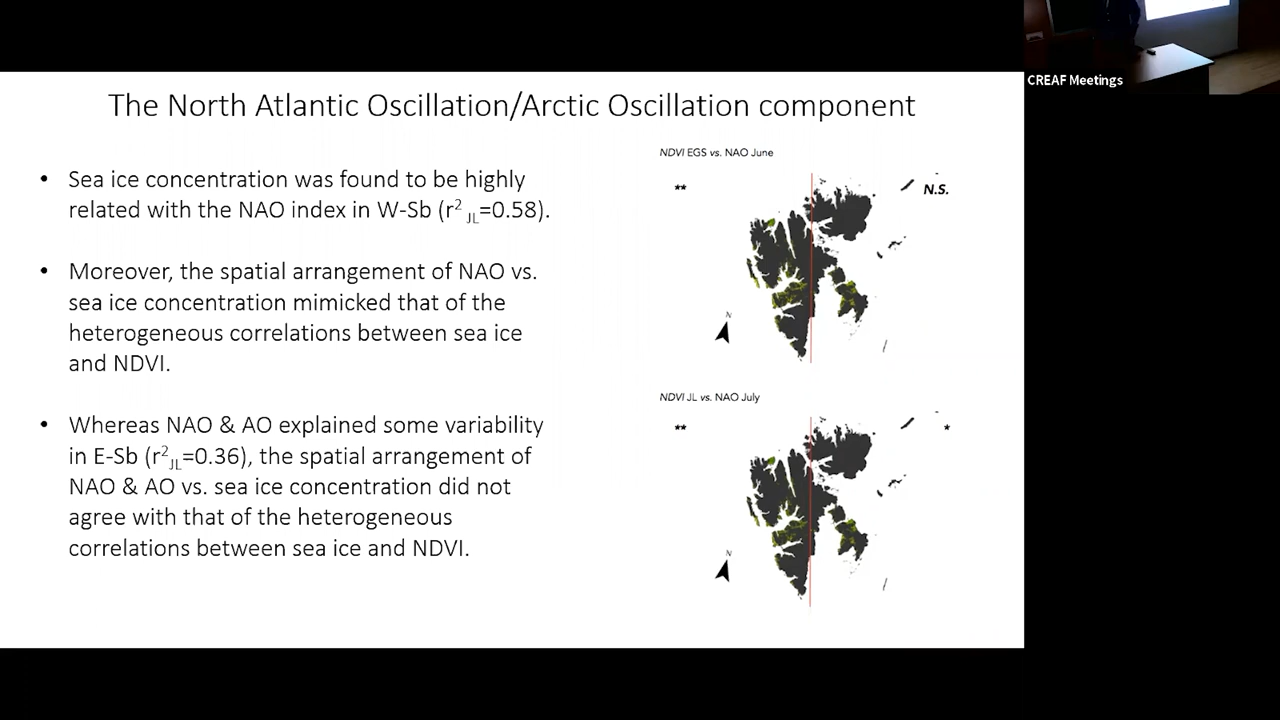 CREAF Meetings
The North Atlantic Oscillation/Arctic Oscillation component
• Sea ice concentration was found to be highly
related with the NAO index in W-Sb (r² JL=0.58).
• Moreover, the spatial arrangement of NAO vs.
sea ice concentration mimicked that of the
heterogeneous correlations between sea ice
and NDVI.
• Whereas NAO & AO explained some variability
in E-Sb (r²JL=0.36), the spatial arrangement of
NAO & AO vs. sea ice concentration did not
agree with that of the heterogeneous
correlations between sea ice and NDVI.
NDVI EGS vs. NAO June
** N.S.
N
NDVI JL vs. NAO July
** *
N